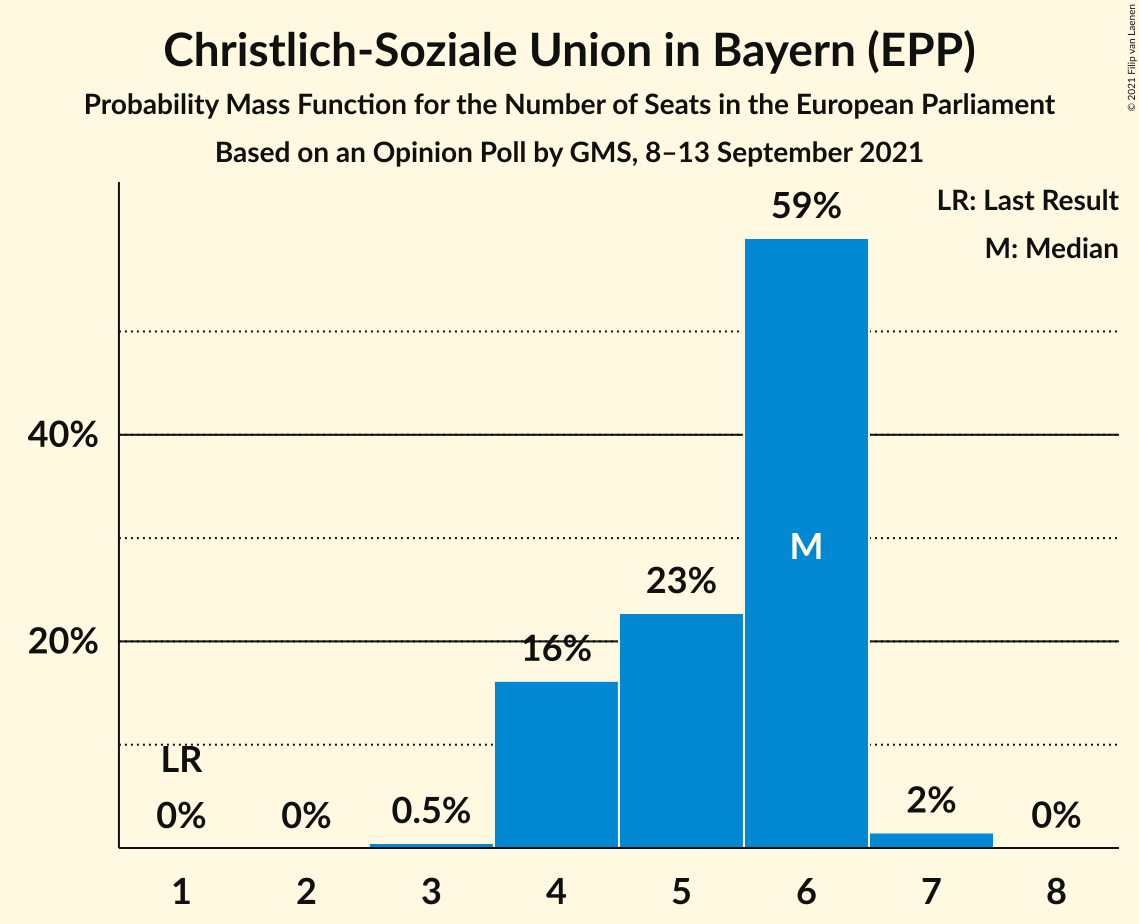 Christlich-Soziale Union in Bayern (EPP)
Probability Mass Function for the Number of Seats in the European Parliament
Based on an Opinion Poll by GMS, 8–13 September 2021
© 2021 Filip van Laenen
LR: Last Result
M: Median
59%
40%
M
23%
20%
16%
LR
0%
0%
0.5%
2%
0%
1 2 3 4 5 6 7 8